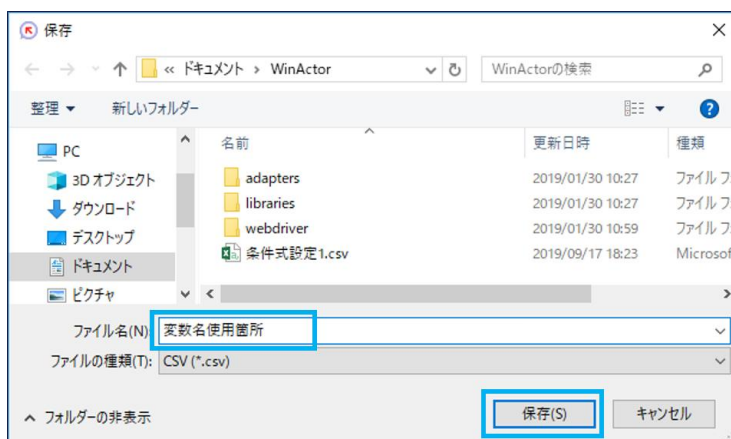 保存
« ドキュメント › WinActor
WinActorの検索
整理 新しいフォルダー
?
名前 更新日時 種類
PC
3D オブジェクト
ダウンロード
デスクトップ
ドキュメント
ピクチャ
adapters 2019/01/30 10:27 ファイル フ
libraries 2019/01/30 10:27 ファイル フ
webdriver 2019/01/30 10:59 ファイル フ
条件式設定1.csv 2019/09/17 18:23 Microsof
ファイル名(N): 変数名使用箇所
ファイルの種類(T): CSV (*.csv)
フォルダーの非表示
保存(S) キャンセル